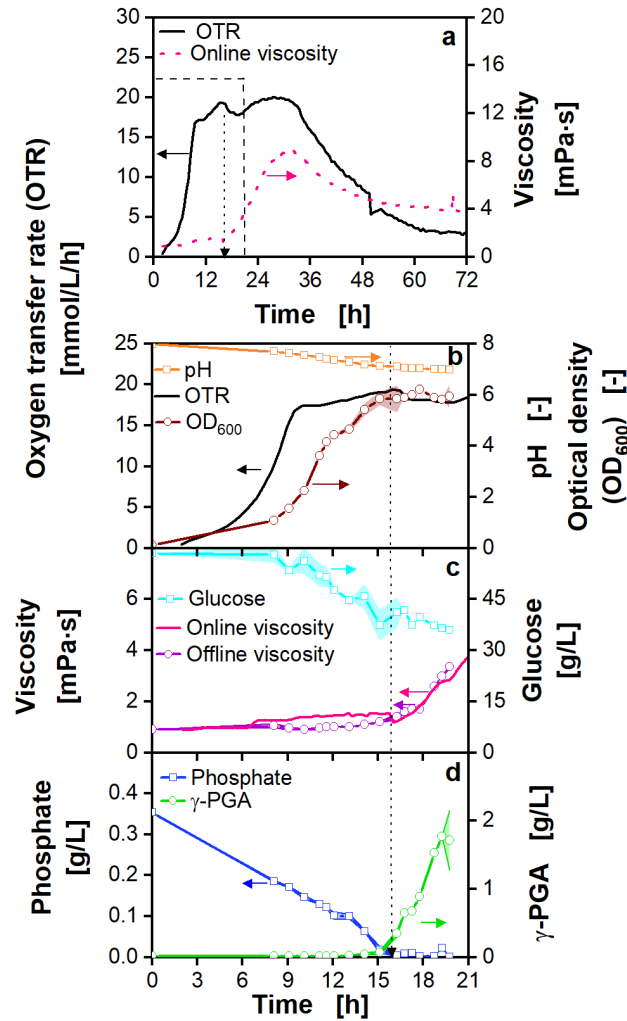 Oxygen transfer rate (OTR)
[mmol/L/h]
30
25
20
15
10
5
0
OTR
Online viscosity
a
20
16
12
8
4
0
Viscosity
[mPa·s]
0 12 24 36 48 60 72
Time [h]
25
20
15
10
5
0
pH
OTR
OD600
b
8
6
4
2
0
pH [-]
Optical density
(OD600) [-]
Viscosity
[mPa·s]
6
4
2
0
Glucose
Online viscosity
Offline viscosity
c
45
30
15
0
Glucose
[g/L]
Phosphate
[g/L]
0.4
0.3
0.2
0.1
0.0
Phosphate
γ-PGA
d
2
1
0
γ-PGA [g/L]
0 3 6 9 12 15 18 21
Time [h]